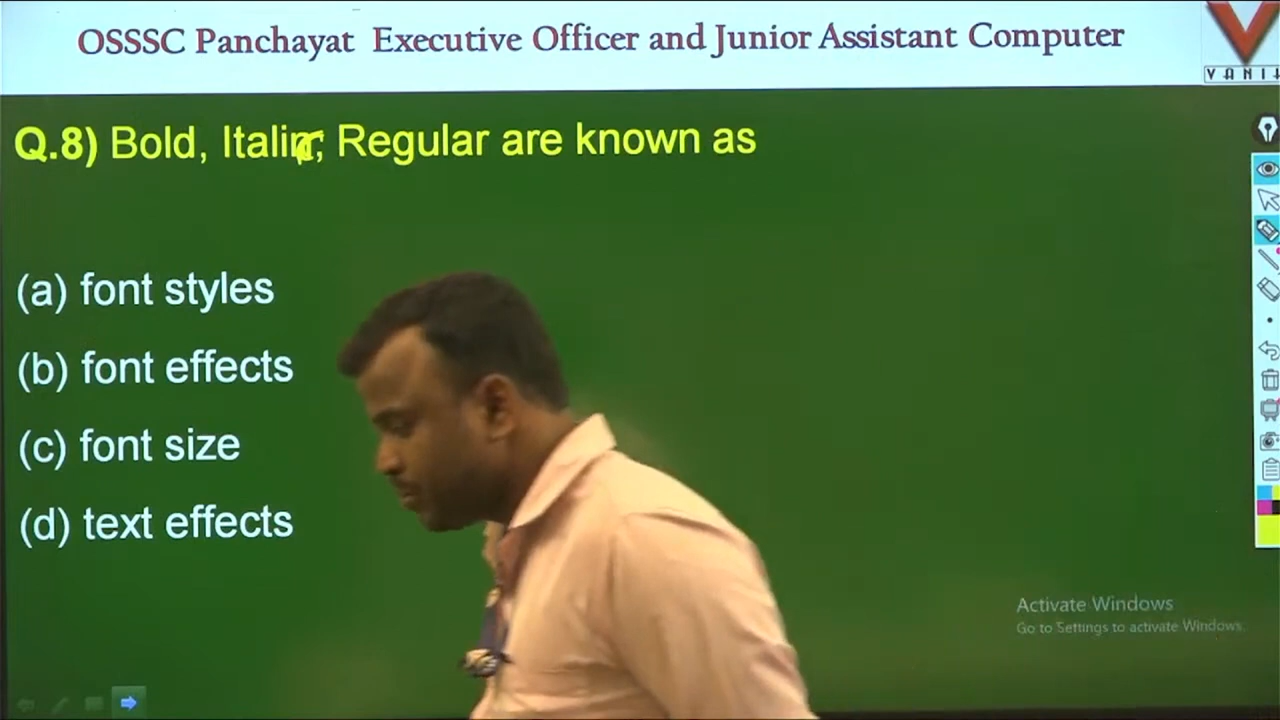 OSSSC Panchayat Executive Officer and Junior Assistant Computer
VANI
Q.8) Bold, Italic, Regular are known as
(a) font styles
(b) font effects
(c) font size
(d) text effects
Activate Windows
Go to Settings to activate Windows.